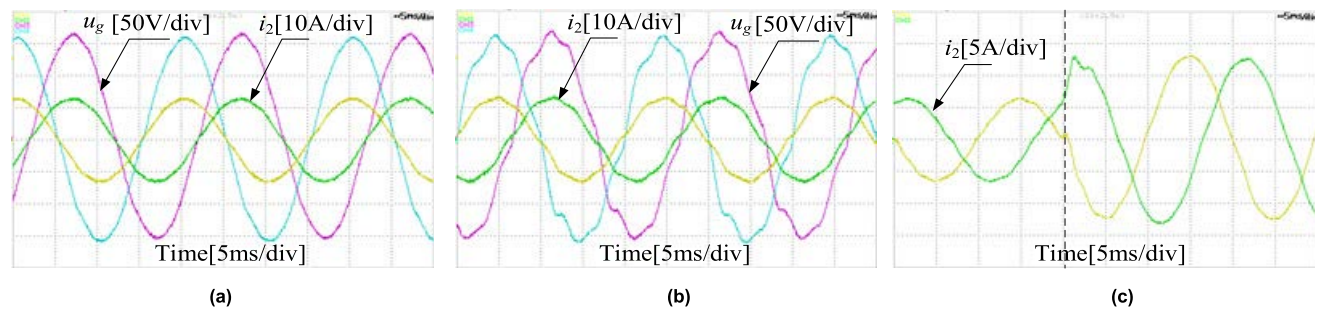 u_g [50V/div] i_2[10A/div]
Time[5ms/div]
(a)
i_2[10A/div] u_g [50V/div]
Time[5ms/div]
(b)
i_2[5A/div]
Time[5ms/div]
(c)